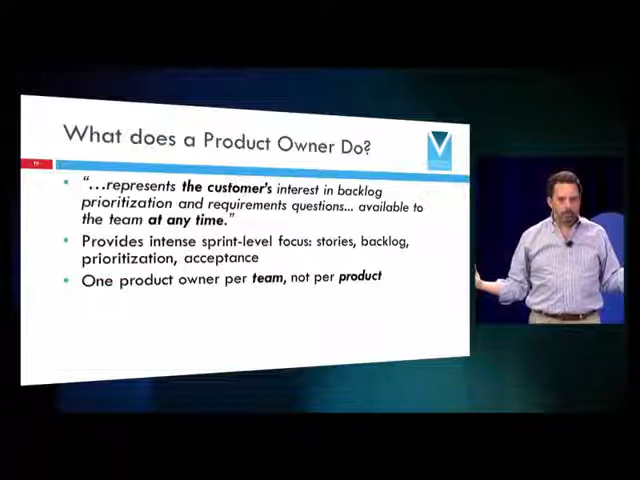 What does a Product Owner Do?
• "…represents the customer's interest in backlog
prioritization and requirements questions... available to
the team at any time."
• Provides intense sprint-level focus: stories, backlog,
prioritization, acceptance
• One product owner per team, not per product